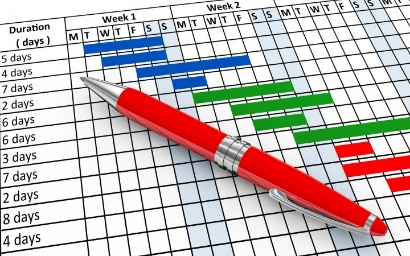 Week 1 Week 2
Duration
( days )
M T W T F S S M T W T F S S M T W T F S S M
5 days
4 days
7 days
2 days
6 days
6 days
3 days
7 days
2 days
8 days
4 days